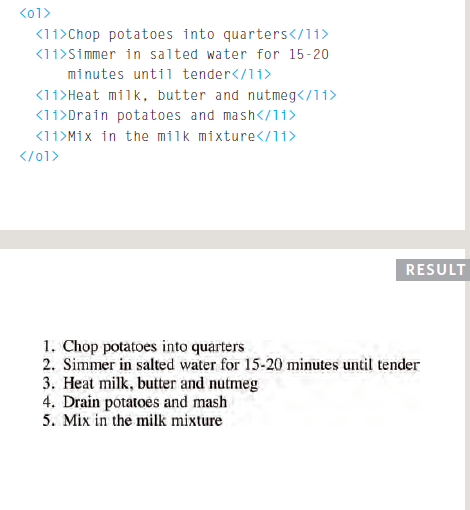 <ol>
<li>Chop potatoes into quarters</li>
<li>Simmer in salted water for 15-20
minutes until tender</li>
<li>Heat milk, butter and nutmeg</li>
<li>Drain potatoes and mash</li>
<li>Mix in the milk mixture</li>
</ol>
RESULT
1. Chop potatoes into quarters
2. Simmer in salted water for 15-20 minutes until tender
3. Heat milk, butter and nutmeg
4. Drain potatoes and mash
5. Mix in the milk mixture